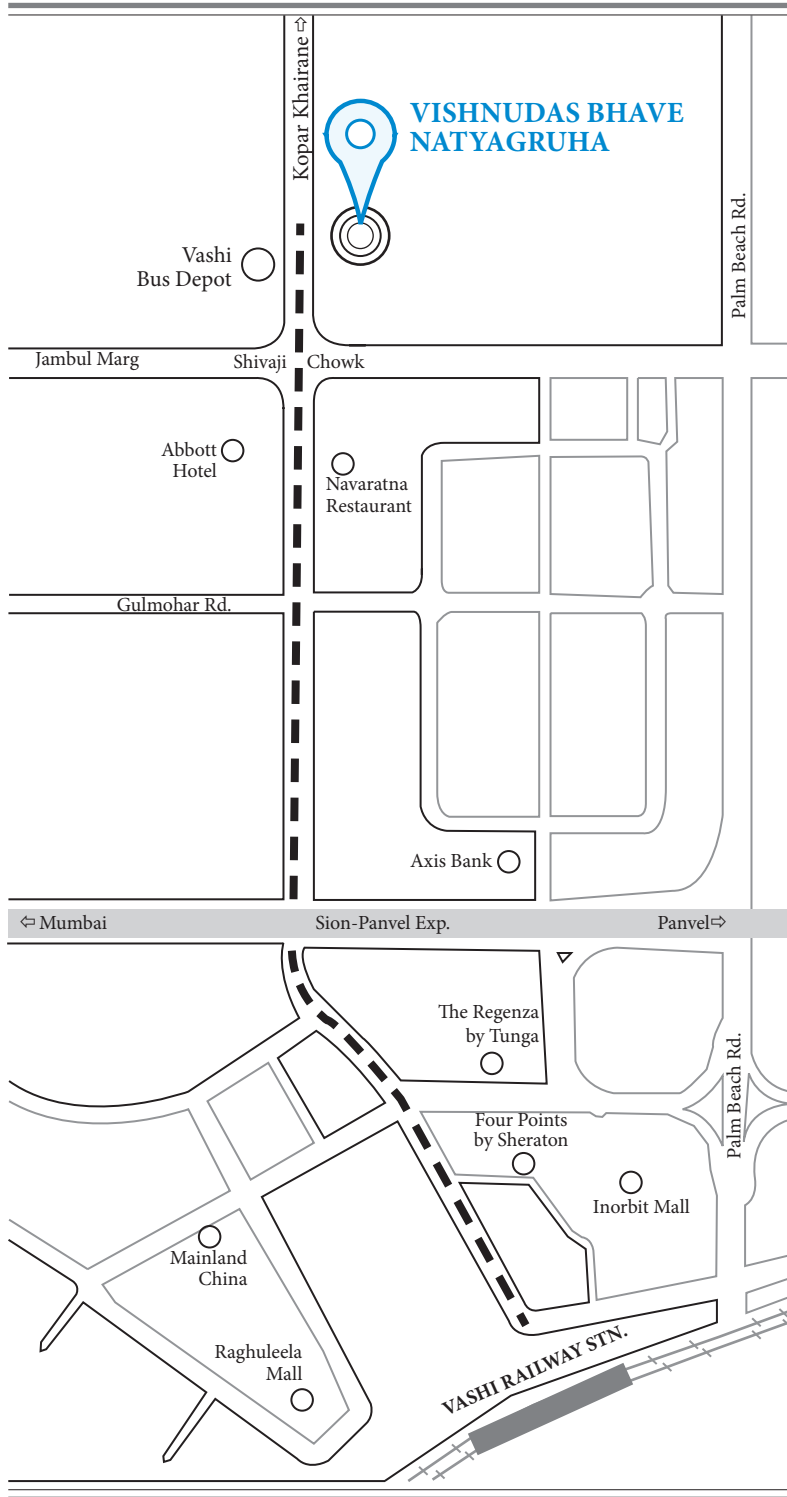 Kopar Khairane ⇧
VISHNUDAS BHAVE
NATYAGRUHA
Palm Beach Rd.
Vashi
Bus Depot
Jambul Marg
Shivaji Chowk
Abbott
Hotel
Navaratna
Restaurant
Gulmohar Rd.
Axis Bank
⇦ Mumbai
Sion-Panvel Exp.
Panvel⇨
The Regenza
by Tunga
Palm Beach Rd.
Four Points
by Sheraton
Inorbit Mall
Mainland
China
Raghuleela
Mall
VASHI RAILWAY STN.